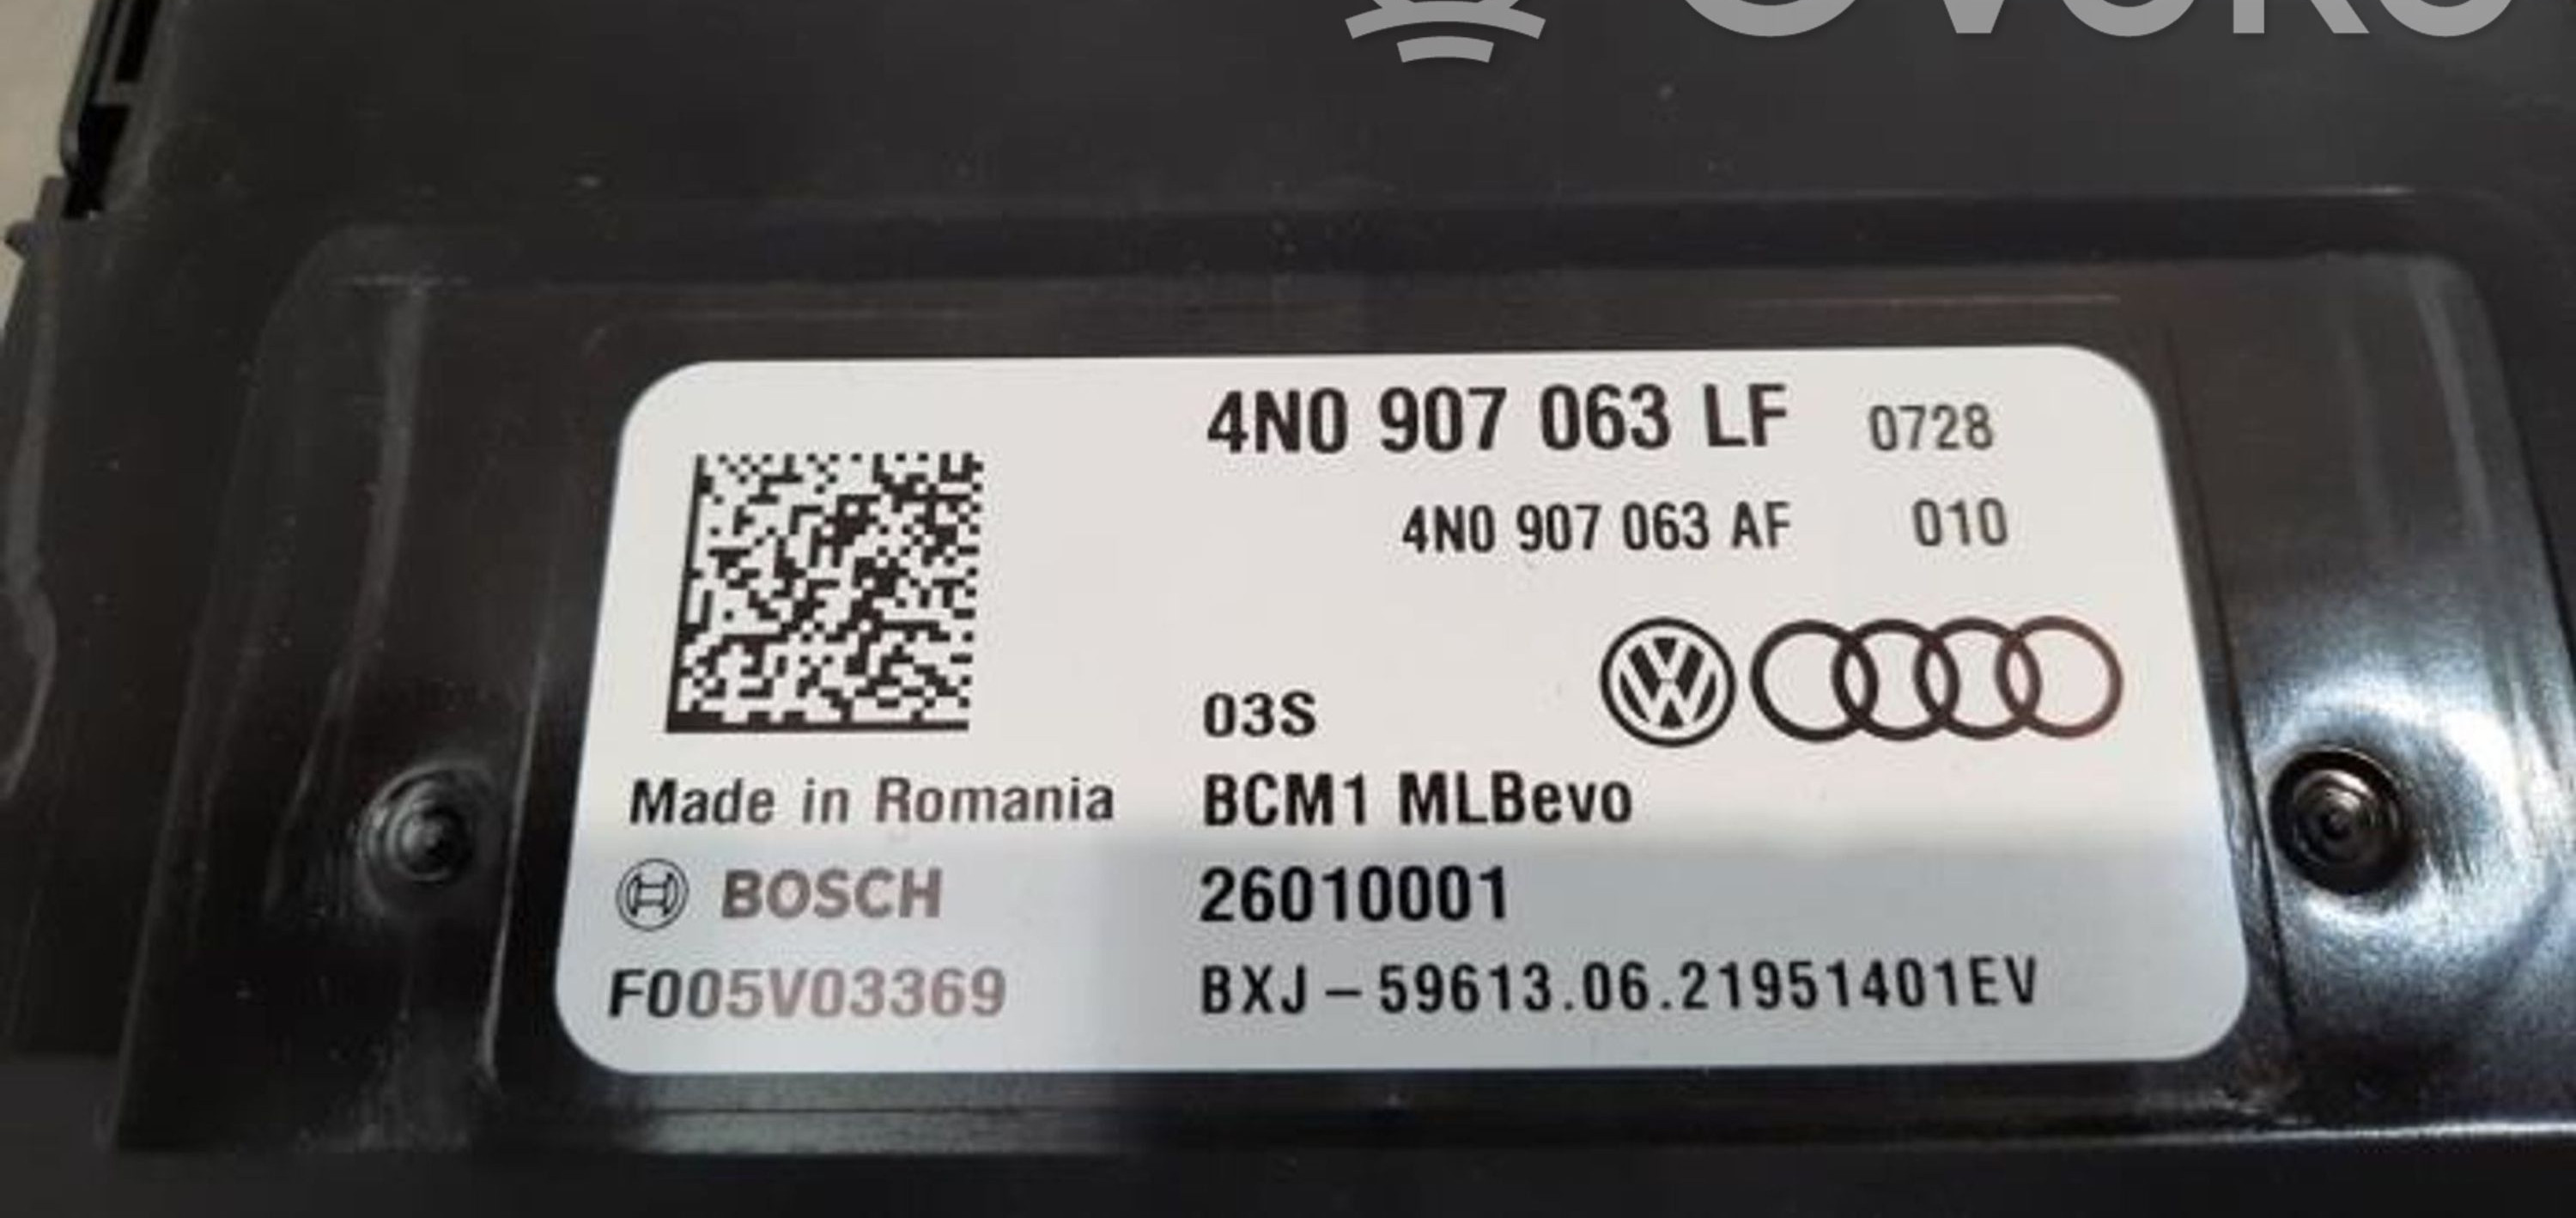 4N0 907 063 LF 0728
4N0 907 063 AF 010
03S
Made in Romania BCM1 MLBevo
BOSCH 26010001
F005V03369 BXJ – 59613.06.21951401EV